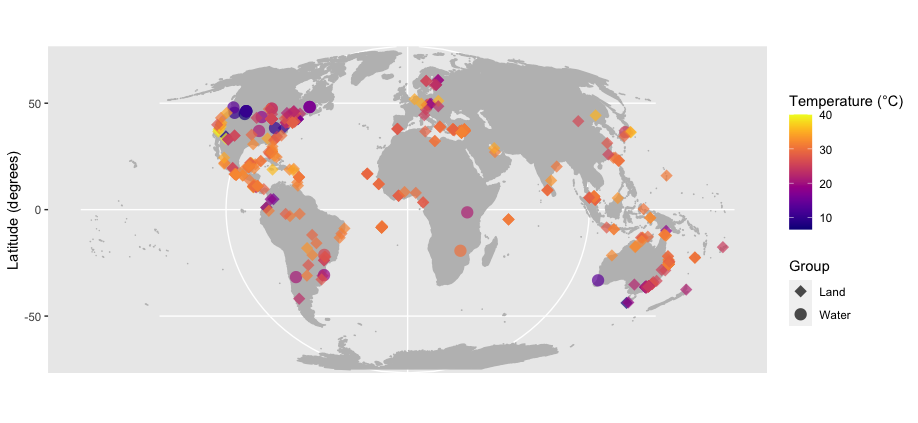 Latitude (degrees)
50
0
-50
Temperature (°C)
40
30
20
10
Group
Land
Water